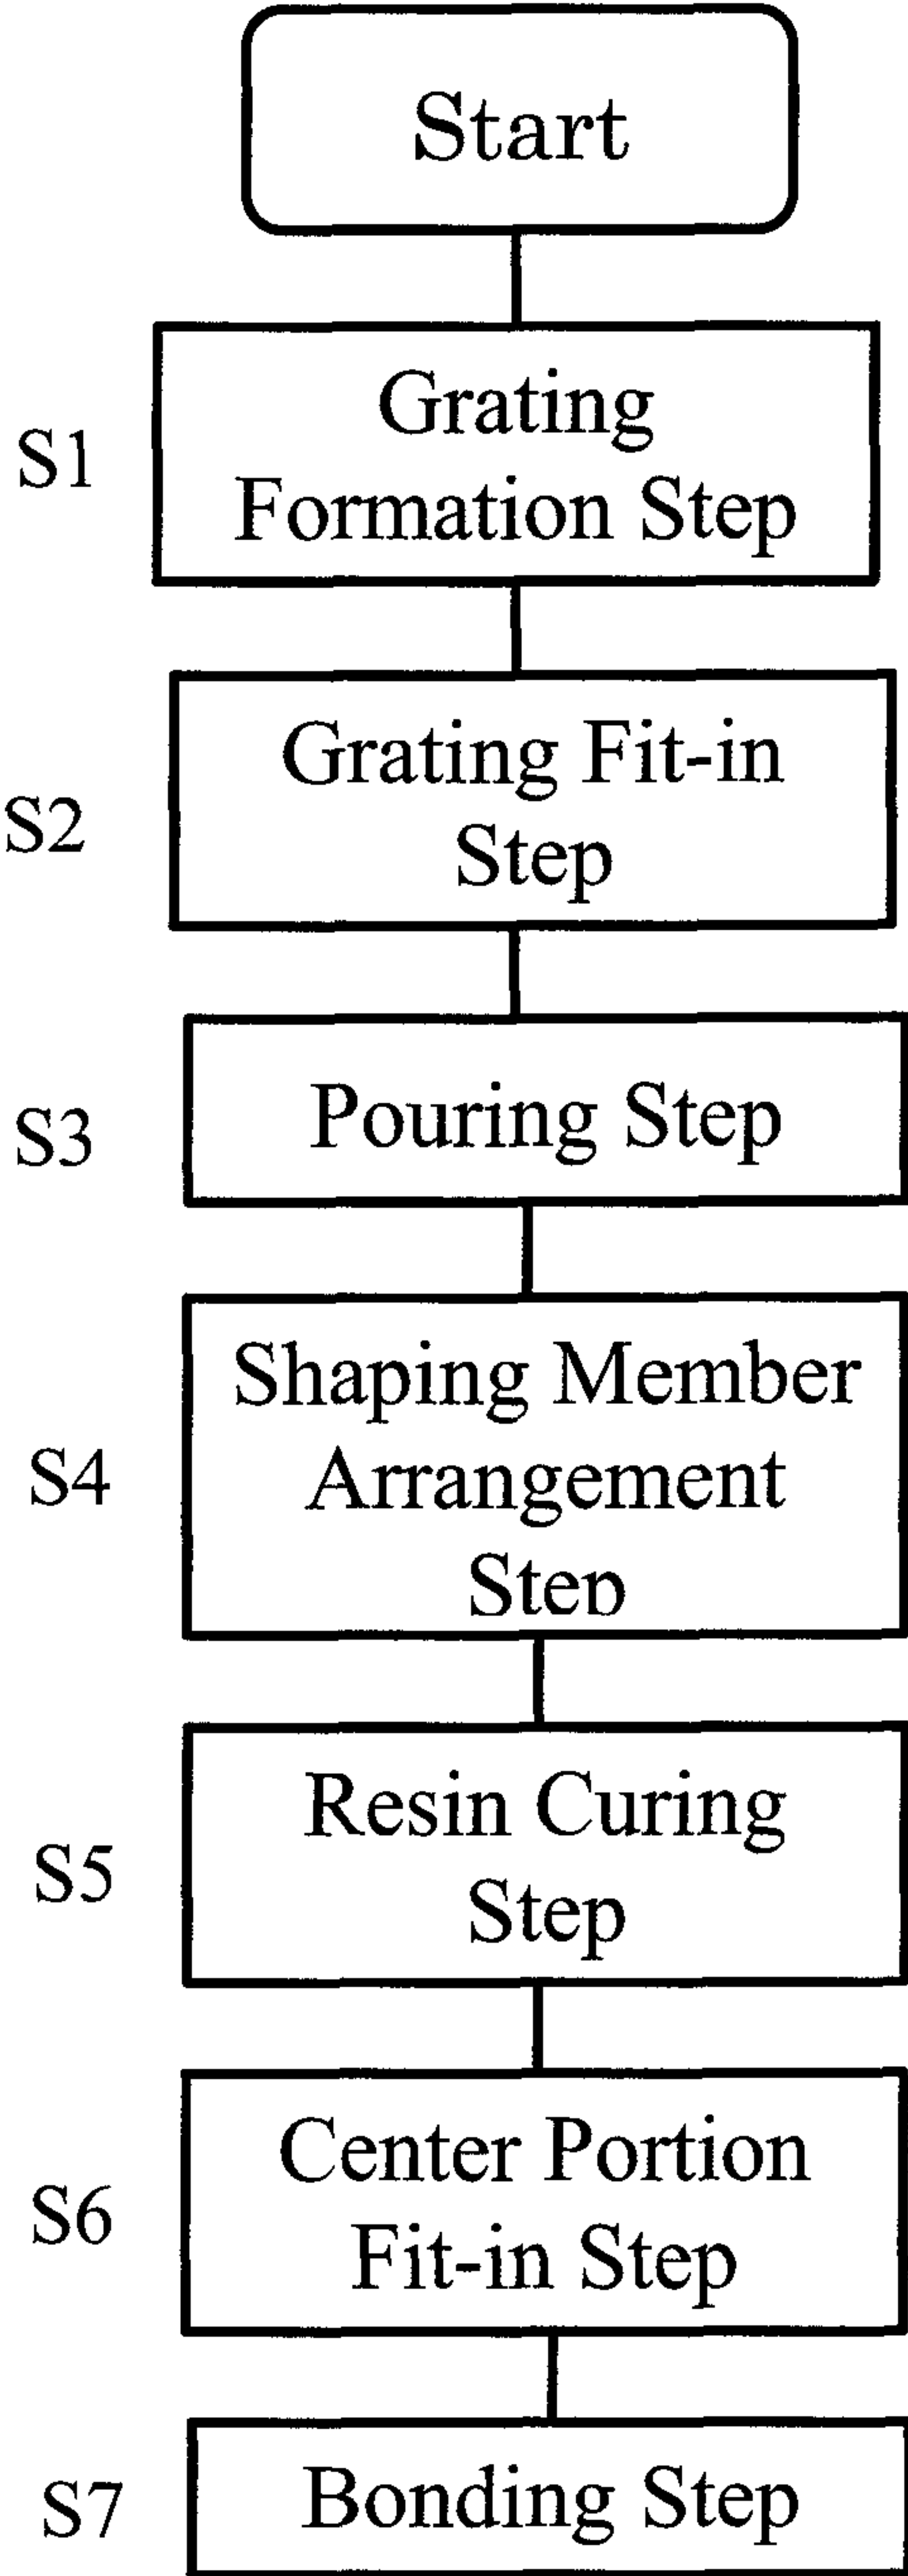 Start
S1
Grating
Formation Step
S2
Grating Fit-in
Step
S3
Pouring Step
S4
Shaping Member
Arrangement
Step
S5
Resin Curing
Step
S6
Center Portion
Fit-in Step
S7
Bonding Step